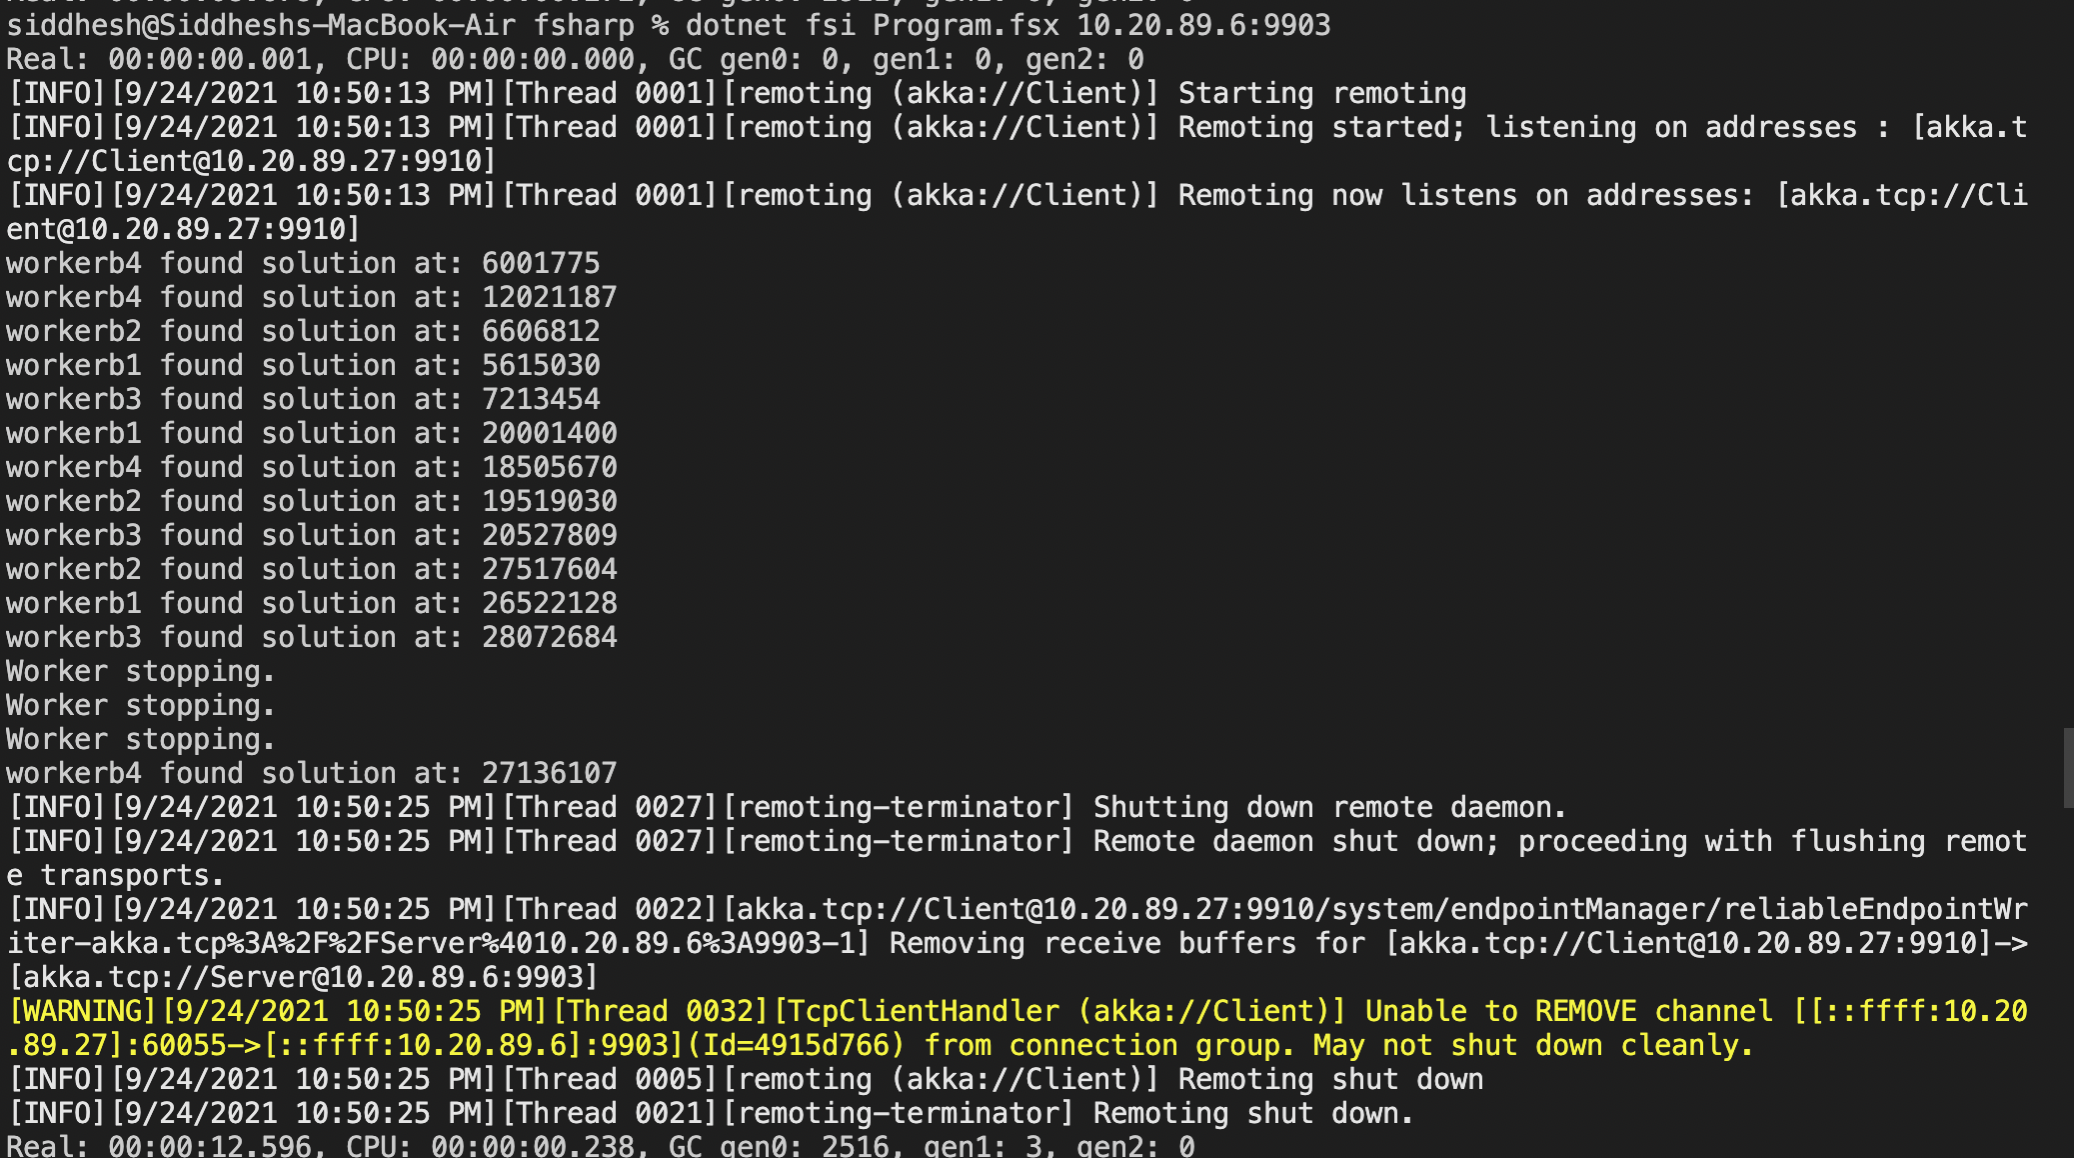 siddhesh@Siddheshs-MacBook-Air fsharp % dotnet fsi Program.fsx 10.20.89.6:9903
Real: 00:00:00.001, CPU: 00:00:00.000, GC gen0: 0, gen1: 0, gen2: 0
[INFO][9/24/2021 10:50:13 PM][Thread 0001][remoting (akka://Client)] Starting remoting
[INFO][9/24/2021 10:50:13 PM][Thread 0001][remoting (akka://Client)] Remoting started; listening on addresses : [akka.t
cp://Client@10.20.89.27:9910]
[INFO][9/24/2021 10:50:13 PM][Thread 0001][remoting (akka://Client)] Remoting now listens on addresses: [akka.tcp://Cli
ent@10.20.89.27:9910]
workerb4 found solution at: 6001775
workerb4 found solution at: 12021187
workerb2 found solution at: 6606812
workerb1 found solution at: 5615030
workerb3 found solution at: 7213454
workerb1 found solution at: 20001400
workerb4 found solution at: 18505670
workerb2 found solution at: 19519030
workerb3 found solution at: 20527809
workerb2 found solution at: 27517604
workerb1 found solution at: 26522128
workerb3 found solution at: 28072684
Worker stopping.
Worker stopping.
Worker stopping.
workerb4 found solution at: 27136107
[INFO][9/24/2021 10:50:25 PM][Thread 0027][remoting-terminator] Shutting down remote daemon.
[INFO][9/24/2021 10:50:25 PM][Thread 0027][remoting-terminator] Remote daemon shut down; proceeding with flushing remot
e transports.
[INFO][9/24/2021 10:50:25 PM][Thread 0022][akka.tcp://Client@10.20.89.27:9910/system/endpointManager/reliableEndpointWr
iter-akka.tcp%3A%2F%2FServer%4010.20.89.6%3A9903-1] Removing receive buffers for [akka.tcp://Client@10.20.89.27:9910]->
[akka.tcp://Server@10.20.89.6:9903]
[WARNING][9/24/2021 10:50:25 PM][Thread 0032][TcpClientHandler (akka://Client)] Unable to REMOVE channel [[::ffff:10.20
.89.27]:60055->[::ffff:10.20.89.6]:9903](Id=4915d766) from connection group. May not shut down cleanly.
[INFO][9/24/2021 10:50:25 PM][Thread 0005][remoting (akka://Client)] Remoting shut down
[INFO][9/24/2021 10:50:25 PM][Thread 0021][remoting-terminator] Remoting shut down.
Real: 00:00:12.596, CPU: 00:00:00.238, GC gen0: 2516, gen1: 3, gen2: 0